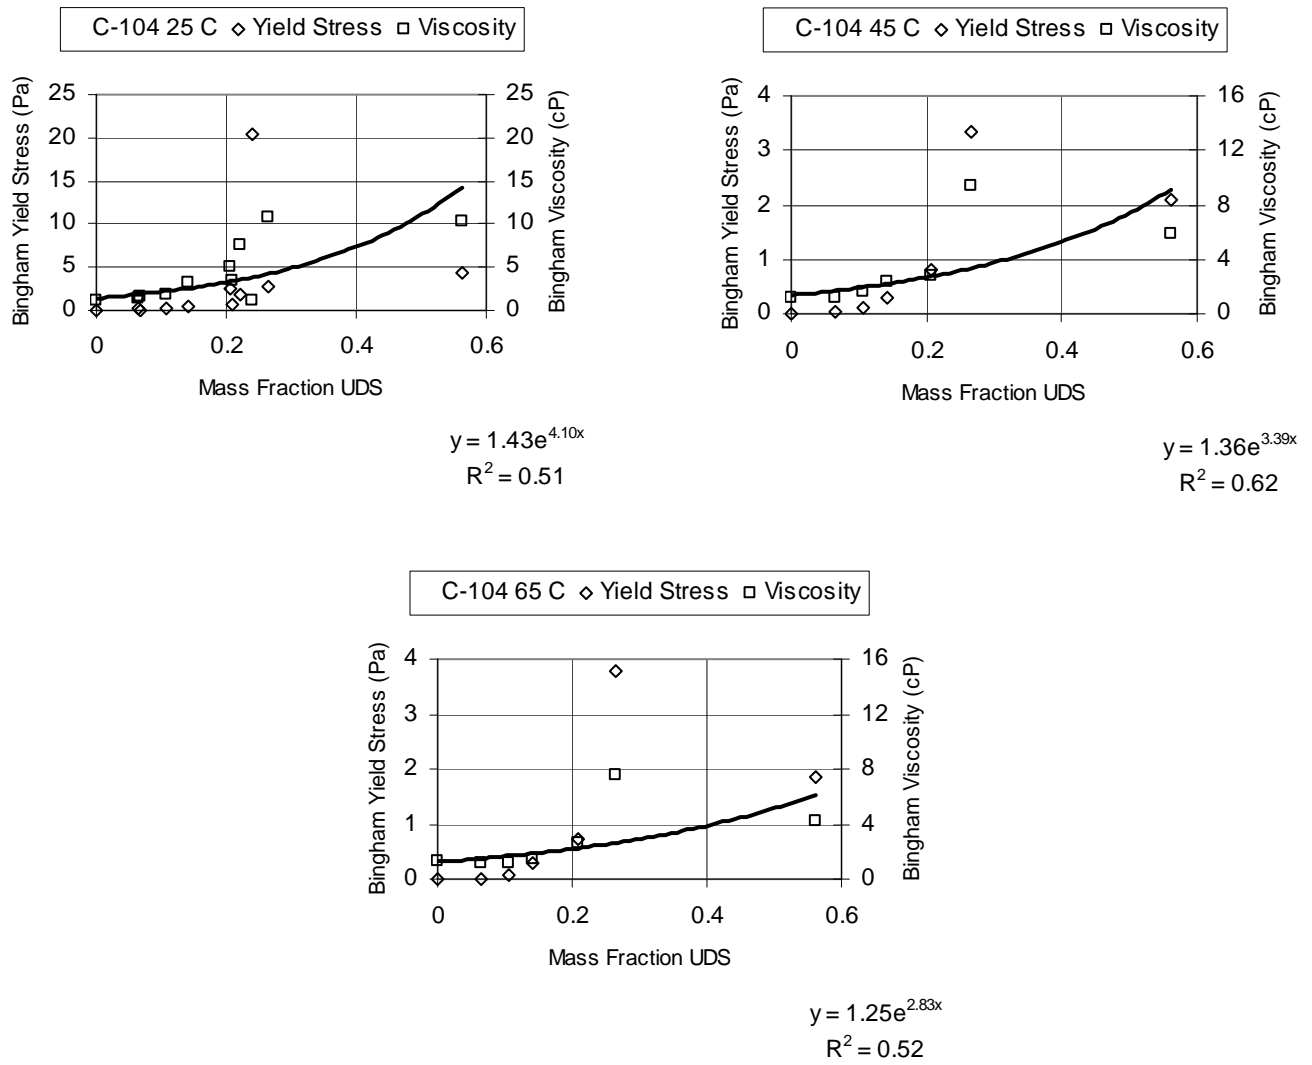 C-104 25 C ◇ Yield Stress □ Viscosity
Bingham Yield Stress (Pa)
25
20
15
10
5
0
25
20
15
10
5
0
Bingham Viscosity (cP)
0 0.2 0.4 0.6
Mass Fraction UDS
y = 1.43e^4.10x
R^2 = 0.51
C-104 45 C ◇ Yield Stress □ Viscosity
Bingham Yield Stress (Pa)
4
3
2
1
0
16
12
8
4
0
Bingham Viscosity (cP)
0 0.2 0.4 0.6
Mass Fraction UDS
y = 1.36e^3.39x
R^2 = 0.62
C-104 65 C ◇ Yield Stress □ Viscosity
Bingham Yield Stress (Pa)
4
3
2
1
0
16
12
8
4
0
Bingham Viscosity (cP)
0 0.2 0.4 0.6
Mass Fraction UDS
y = 1.25e^2.83x
R^2 = 0.52